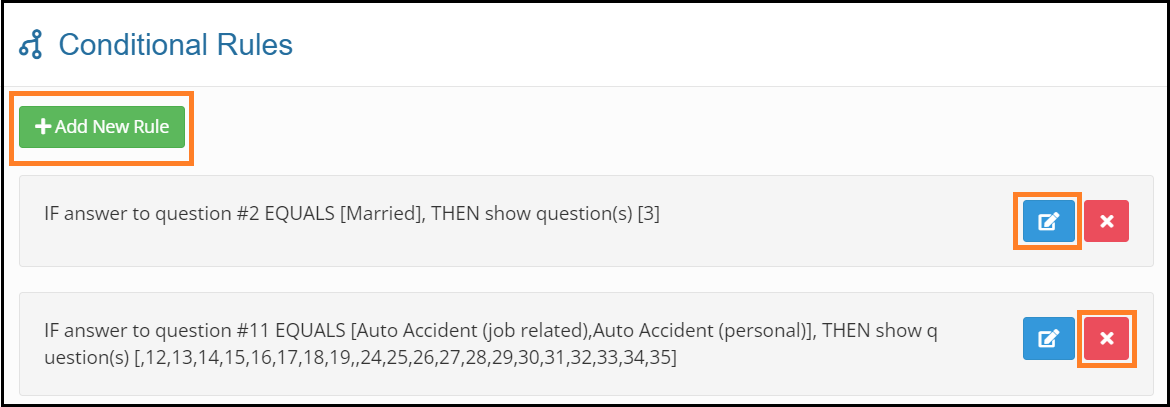 Conditional Rules
Add New Rule
IF answer to question #2 EQUALS [Married], THEN show question(s) [3]
IF answer to question #11 EQUALS [Auto Accident (job related),Auto Accident (personal)], THEN show q
uestion(s) [,12,13,14,15,16,17,18,19,,24,25,26,27,28,29,30,31,32,33,34,35]